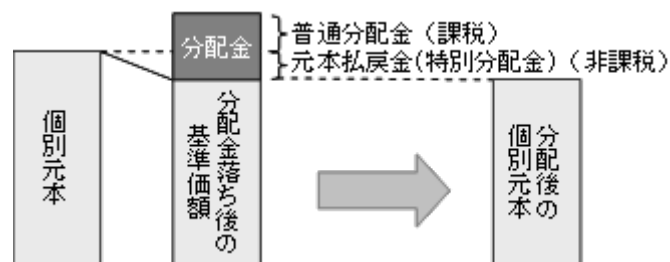 分配金
普通分配金（課税）
元本払戻金(特別分配金)（非課税）
個別元本
分配金落ち後の
基準価額
分配後の
個別元本